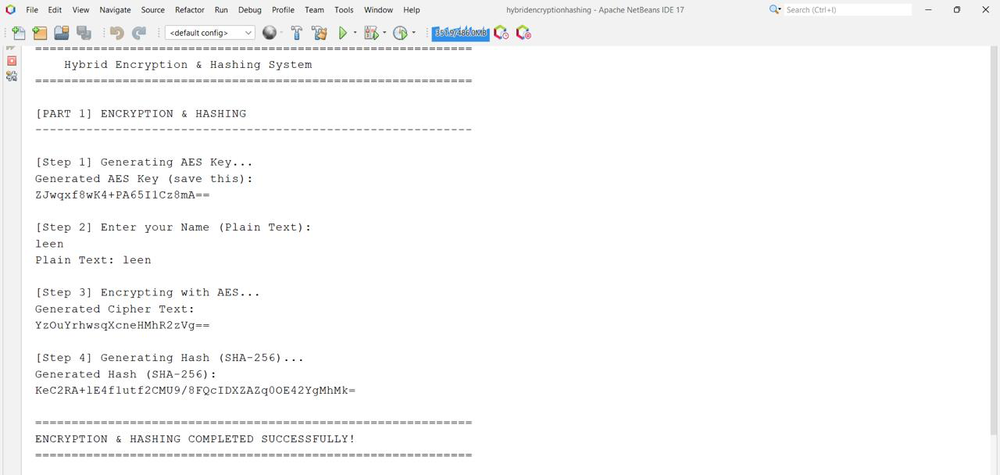 File Edit View Navigate Source Refactor Run Debug Profile Team Tools Window Help hybridencryptionhashing - Apache NetBeans IDE 17 Search (Ctrl+I)
<default config> 351.9/486.0MB
============================================================
Hybrid Encryption & Hashing System
============================================================
[PART 1] ENCRYPTION & HASHING
------------------------------------------------------------
[Step 1] Generating AES Key...
Generated AES Key (save this):
ZJwqxf8wK4+PA65I1Cz8mA==
[Step 2] Enter your Name (Plain Text):
leen
Plain Text: leen
[Step 3] Encrypting with AES...
Generated Cipher Text:
YzOuYrhwsqXcneHMhR2zVg==
[Step 4] Generating Hash (SHA-256)...
Generated Hash (SHA-256):
KeC2RA+lE4f1utf2CMU9/8FQcIDXZAZq0OE42YgMhMk=
============================================================
ENCRYPTION & HASHING COMPLETED SUCCESSFULLY!
============================================================